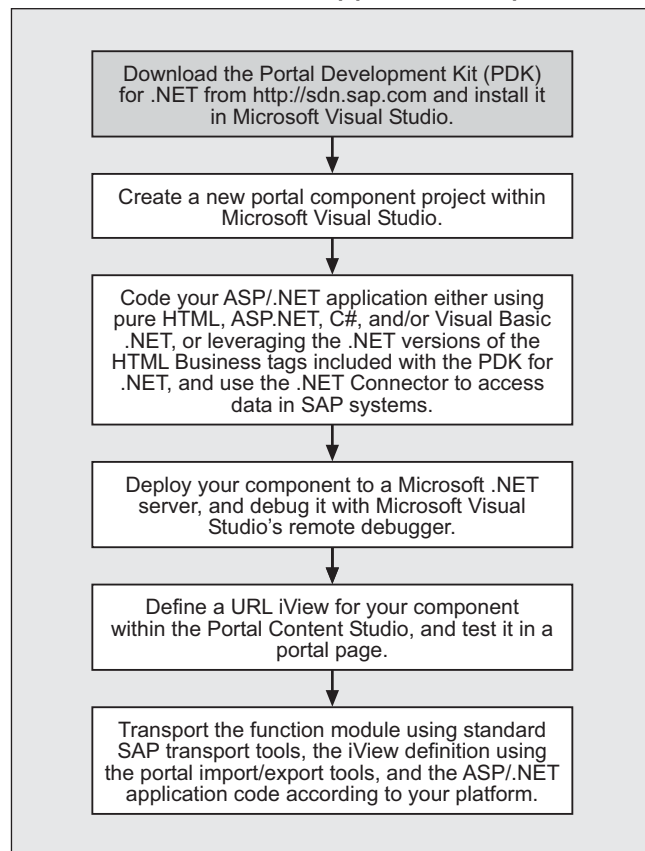 Download the Portal Development Kit (PDK)
for .NET from http://sdn.sap.com and install it
in Microsoft Visual Studio.
Create a new portal component project within
Microsoft Visual Studio.
Code your ASP/.NET application either using
pure HTML, ASP.NET, C#, and/or Visual Basic
.NET, or leveraging the .NET versions of the
HTML Business tags included with the PDK for
.NET, and use the .NET Connector to access
data in SAP systems.
Deploy your component to a Microsoft .NET
server, and debug it with Microsoft Visual
Studio’s remote debugger.
Define a URL iView for your component
within the Portal Content Studio, and test it in a
portal page.
Transport the function module using standard
SAP transport tools, the iView definition using
the portal import/export tools, and the ASP/.NET
application code according to your platform.